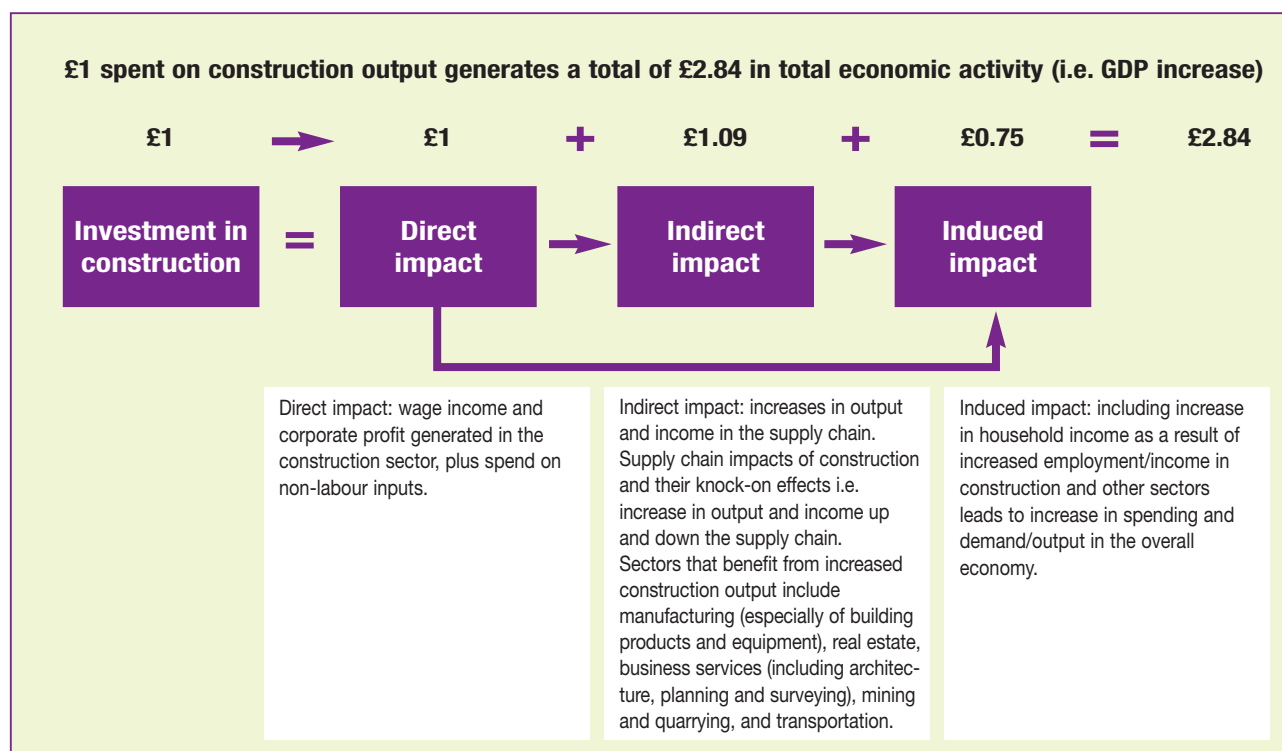 £1 spent on construction output generates a total of £2.84 in total economic activity (i.e. GDP increase)
£1 → £1 + £1.09 + £0.75 = £2.84
Investment in
construction
=
Direct
impact
Indirect
impact
Induced
impact
Direct impact: wage income and
corporate profit generated in the
construction sector, plus spend on
non-labour inputs.
Indirect impact: increases in output
and income in the supply chain.
Supply chain impacts of construction
and their knock-on effects i.e.
increase in output and income up
and down the supply chain.
Sectors that benefit from increased
construction output include
manufacturing (especially of building
products and equipment), real estate,
business services (including architec-
ture, planning and surveying), mining
and quarrying, and transportation.
Induced impact: including increase
in household income as a result of
increased employment/income in
construction and other sectors
leads to increase in spending and
demand/output in the overall
economy.